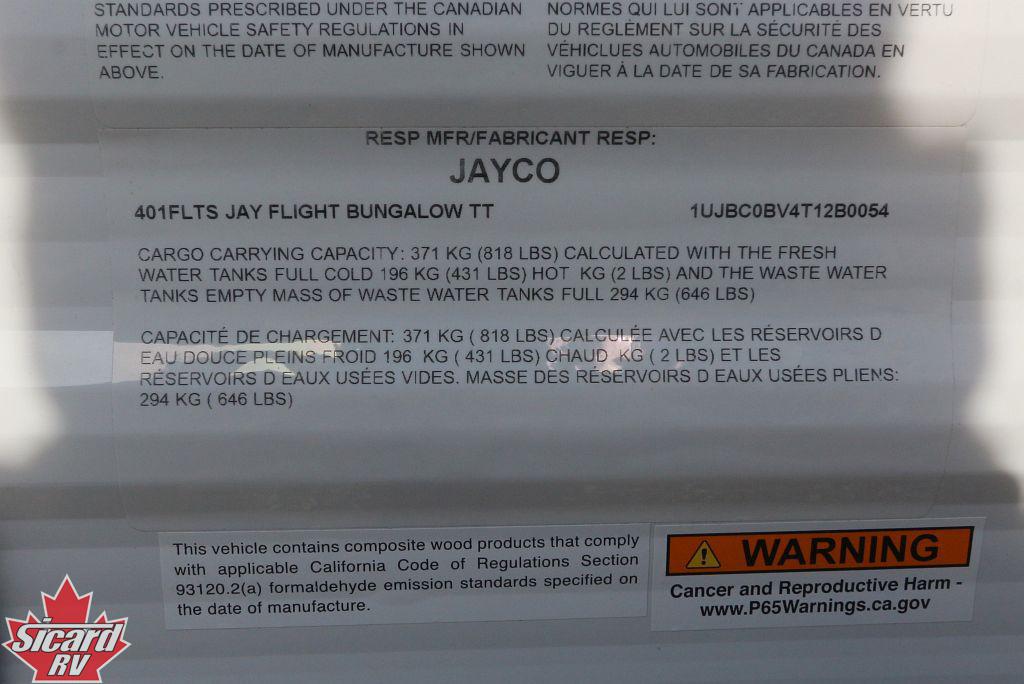 STANDARDS PRESCRIBED UNDER THE CANADIAN
MOTOR VEHICLE SAFETY REGULATIONS IN
EFFECT ON THE DATE OF MANUFACTURE SHOWN
ABOVE.
NORMES QUI LUI SONT APPLICABLES EN VERTU
DU REGLÉMENT SUR LA SÉCURITÉ DES
VÉHICLUES AUTOMOBILES DU CANADA EN
VIGUER À LA DATE DE SA FABRICATION.
RESP MFR/FABRICANT RESP:
JAYCO
401FLTS JAY FLIGHT BUNGALOW TT 1UJBC0BV4T12B0054
CARGO CARRYING CAPACITY: 371 KG (818 LBS) CALCULATED WITH THE FRESH
WATER TANKS FULL COLD 196 KG (431 LBS) HOT KG (2 LBS) AND THE WASTE WATER
TANKS EMPTY MASS OF WASTE WATER TANKS FULL 294 KG (646 LBS)
CAPACITÉ DE CHARGEMENT: 371 KG ( 818 LBS) CALCULÉE AVEC LES RÉSERVOIRS D
EAU DOUCE PLEINS FROID 196 KG ( 431 LBS) CHAUD KG ( 2 LBS) ET LES
RÉSERVOIRS D EAUX USÉES VIDES. MASSE DES RÉSERVOIRS D EAUX USÉES PLIENS:
294 KG ( 646 LBS)
This vehicle contains composite wood products that comply
with applicable California Code of Regulations Section
93120.2(a) formaldehyde emission standards specified on
the date of manufacture.
WARNING
Cancer and Reproductive Harm -
www.P65Warnings.ca.gov
Sicard
RV